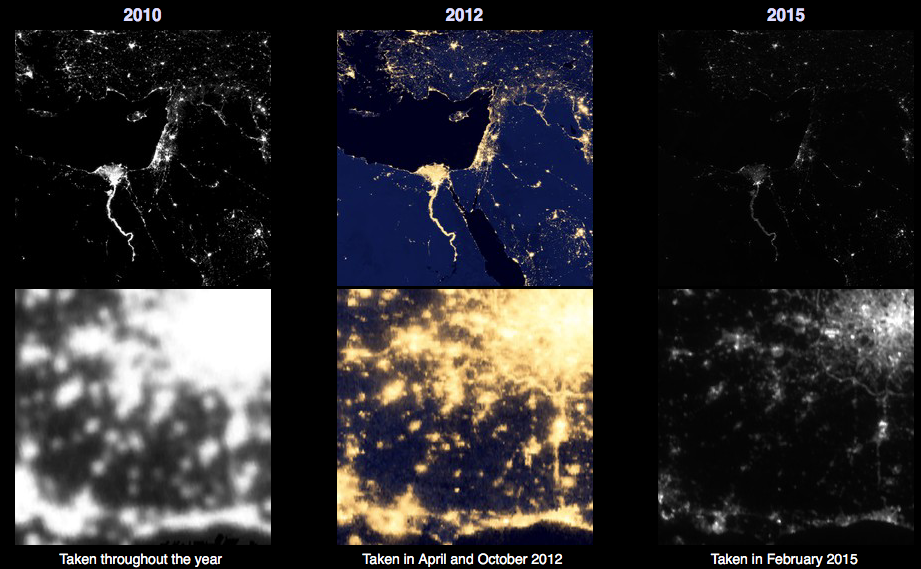 2010
2012
2015
Taken throughout the year
Taken in April and October 2012
Taken in February 2015